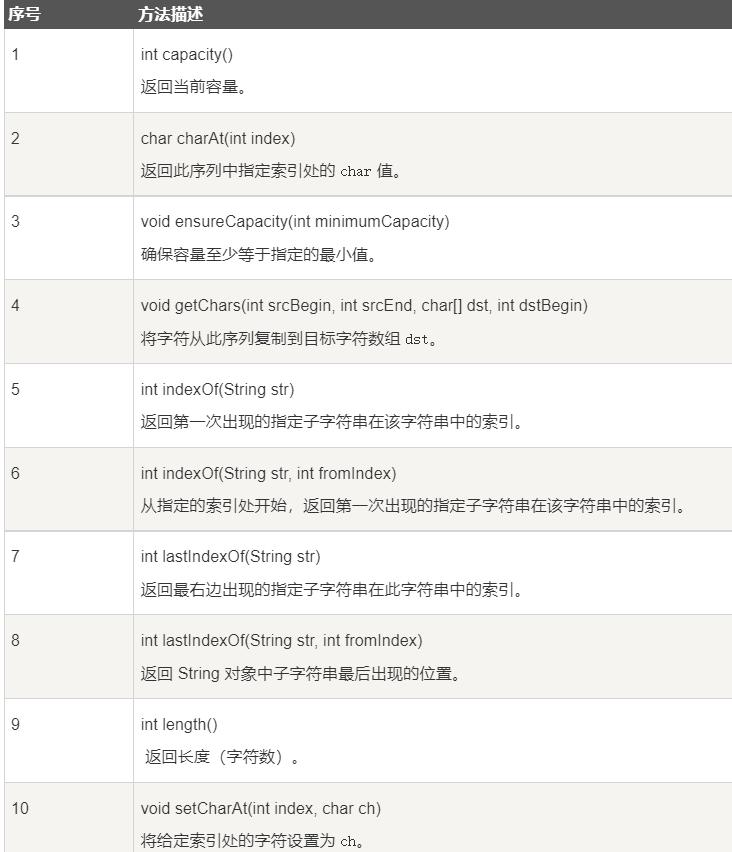 序号 方法描述
1 int capacity()
返回当前容量。
2 char charAt(int index)
返回此序列中指定索引处的 char 值。
3 void ensureCapacity(int minimumCapacity)
确保容量至少等于指定的最小值。
4 void getChars(int srcBegin, int srcEnd, char[] dst, int dstBegin)
将字符从此序列复制到目标字符数组 dst。
5 int indexOf(String str)
返回第一次出现的指定子字符串在该字符串中的索引。
6 int indexOf(String str, int fromIndex)
从指定的索引处开始，返回第一次出现的指定子字符串在该字符串中的索引。
7 int lastIndexOf(String str)
返回最右边出现的指定子字符串在此字符串中的索引。
8 int lastIndexOf(String str, int fromIndex)
返回 String 对象中子字符串最后出现的位置。
9 int length()
返回长度（字符数）。
10 void setCharAt(int index, char ch)
将给定索引处的字符设置为 ch。